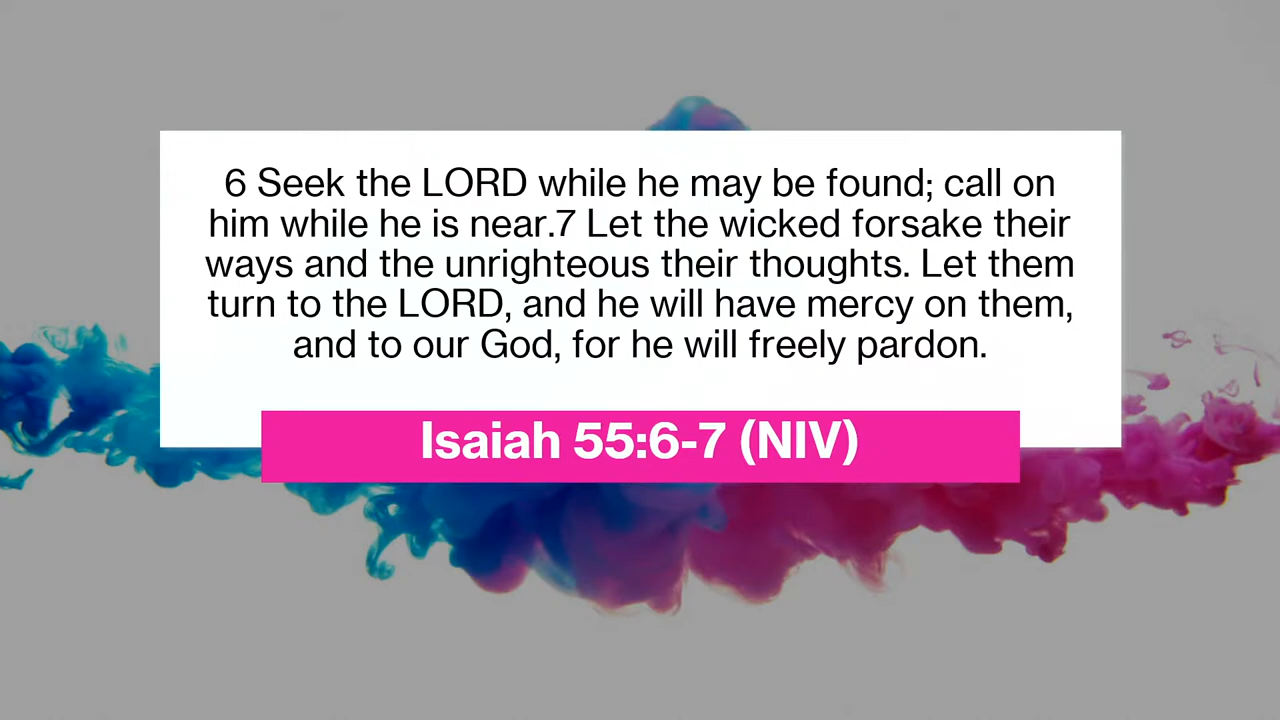 6 Seek the LORD while he may be found; call on
him while he is near.7 Let the wicked forsake their
ways and the unrighteous their thoughts. Let them
turn to the LORD, and he will have mercy on them,
and to our God, for he will freely pardon.
Isaiah 55:6-7 (NIV)